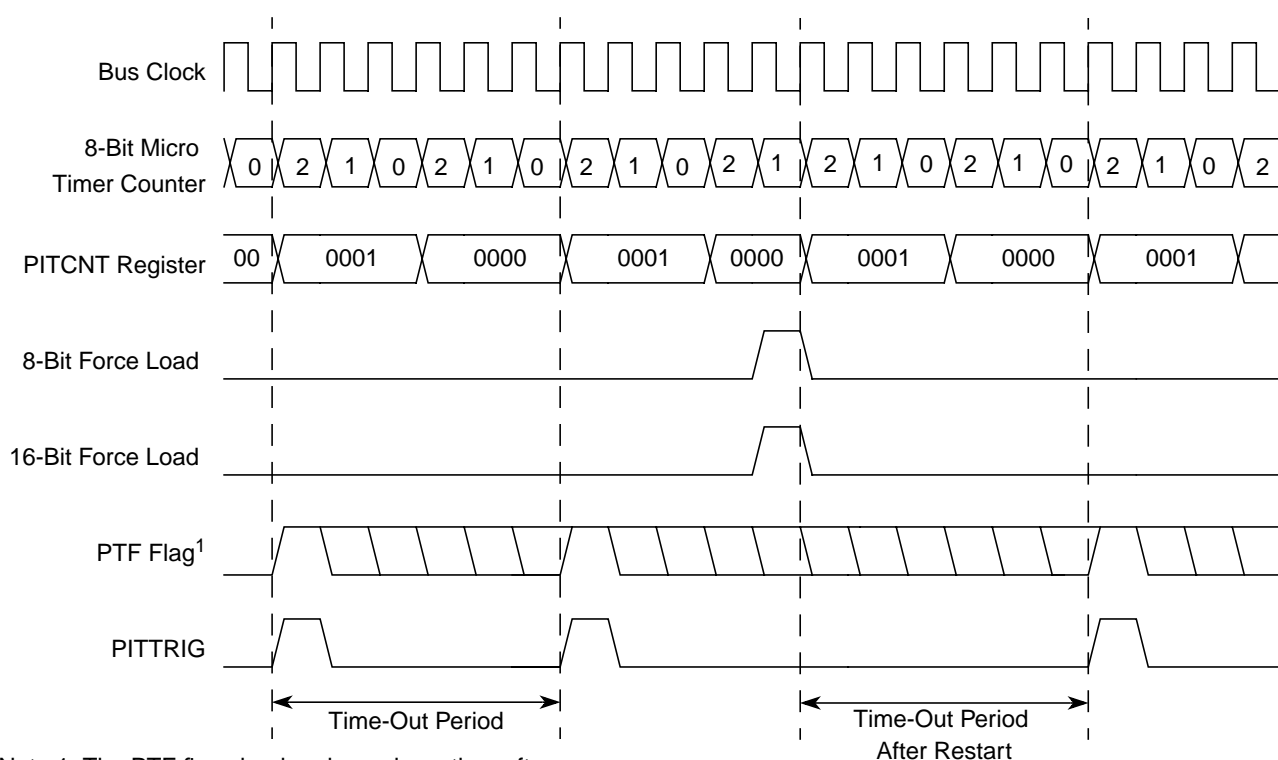 Bus Clock
8-Bit Micro
Timer Counter
0 2 1 0 2 1 0 2 1 0 2 1 2 1 0 2 1 0 2 1 0 2
PITCNT Register
00 0001 0000 0001 0000 0001 0000 0001
8-Bit Force Load
16-Bit Force Load
PTF Flag1
PITTRIG
Time-Out Period
Time-Out Period
After Restart